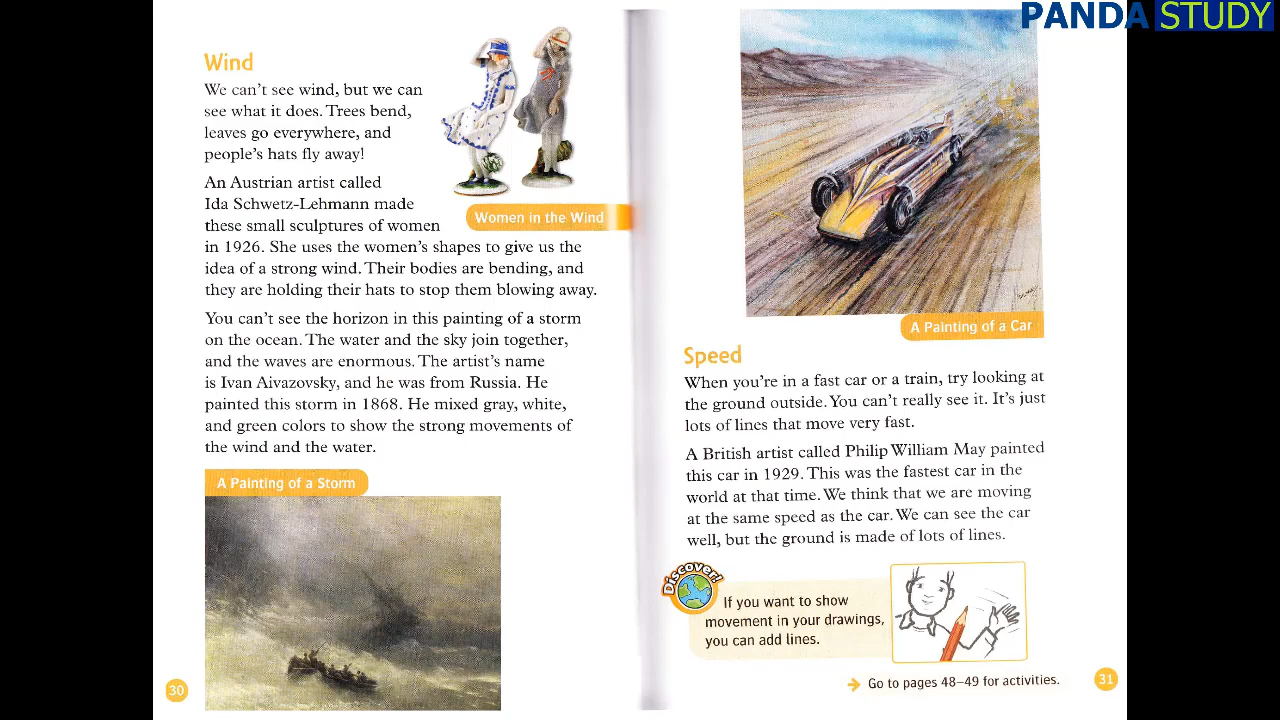 PANDA STUDY
Wind
We can't see wind, but we can
see what it does. Trees bend,
leaves go everywhere, and
people's hats fly away!
An Austrian artist called
Ida Schwetz-Lehmann made
these small sculptures of women
in 1926. She uses the women's shapes to give us the
idea of a strong wind. Their bodies are bending, and
they are holding their hats to stop them blowing away.
Women in the Wind
You can't see the horizon in this painting of a storm
on the ocean. The water and the sky join together,
and the waves are enormous. The artist's name
is Ivan Aivazovsky, and he was from Russia. He
painted this storm in 1868. He mixed gray, white,
and green colors to show the strong movements of
the wind and the water.
A Painting of a Storm
30
A Painting of a Car
Speed
When you're in a fast car or a train, try looking at
the ground outside. You can't really see it. It's just
lots of lines that move very fast.
A British artist called Philip William May painted
this car in 1929. This was the fastest car in the
world at that time. We think that we are moving
at the same speed as the car. We can see the car
well, but the ground is made of lots of lines.
Discover!
If you want to show
movement in your drawings,
you can add lines.
Go to pages 48–49 for activities.
31